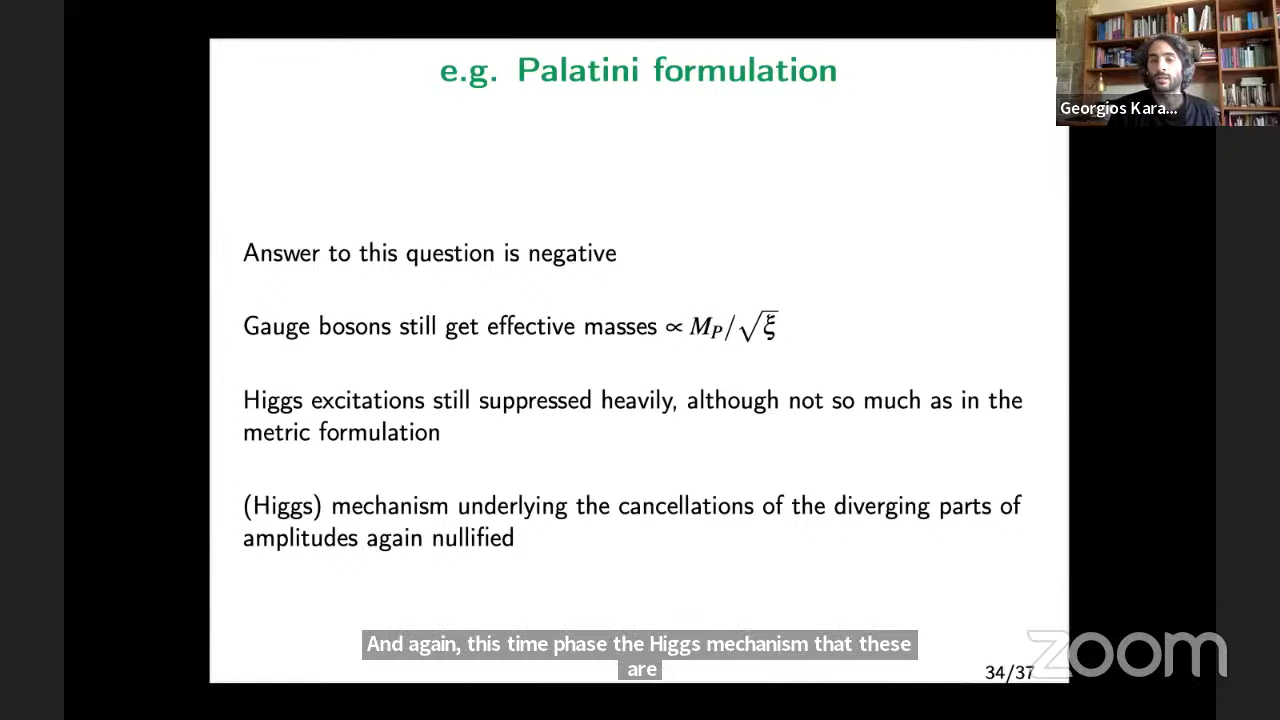 e.g. Palatini formulation
Georgios Kara...
Answer to this question is negative
Gauge bosons still get effective masses ∝ M_P/√ξ
Higgs excitations still suppressed heavily, although not so much as in the
metric formulation
(Higgs) mechanism underlying the cancellations of the diverging parts of
amplitudes again nullified
And again, this time phase the Higgs mechanism that these
are
34/37
zoom